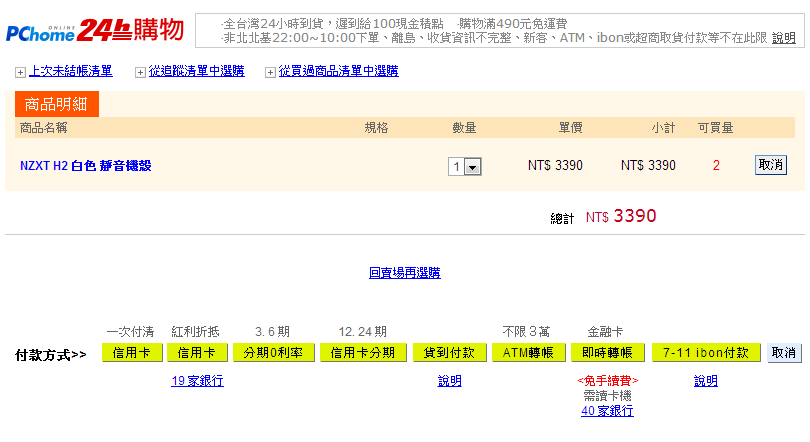 PChome ONLINE 24h購物
·全台灣24小時到貨，遲到給100現金積點 ·購物滿490元免運費
·非北北基22:00~10:00下單、離島、收貨資訊不完整、新客、ATM、ibon或超商取貨付款等不在此限 說明
上次未結帳清單 從追蹤清單中選購 從買過商品清單中選購
商品明細
商品名稱 規格 數量 單價 小計 可買量
NZXT H2 白色 靜音機殼 1 NT$ 3390 NT$ 3390 2 取消
總計 NT$ 3390
回賣場再選購
一次付清 紅利折抵 3. 6 期 12. 24 期 不限 3 萬 金融卡
付款方式>> 信用卡 信用卡 分期0利率 信用卡分期 貨到付款 ATM轉帳 即時轉帳 7-11 ibon付款 取消
19 家銀行 說明 <免手續費> 說明
需讀卡機
40 家銀行